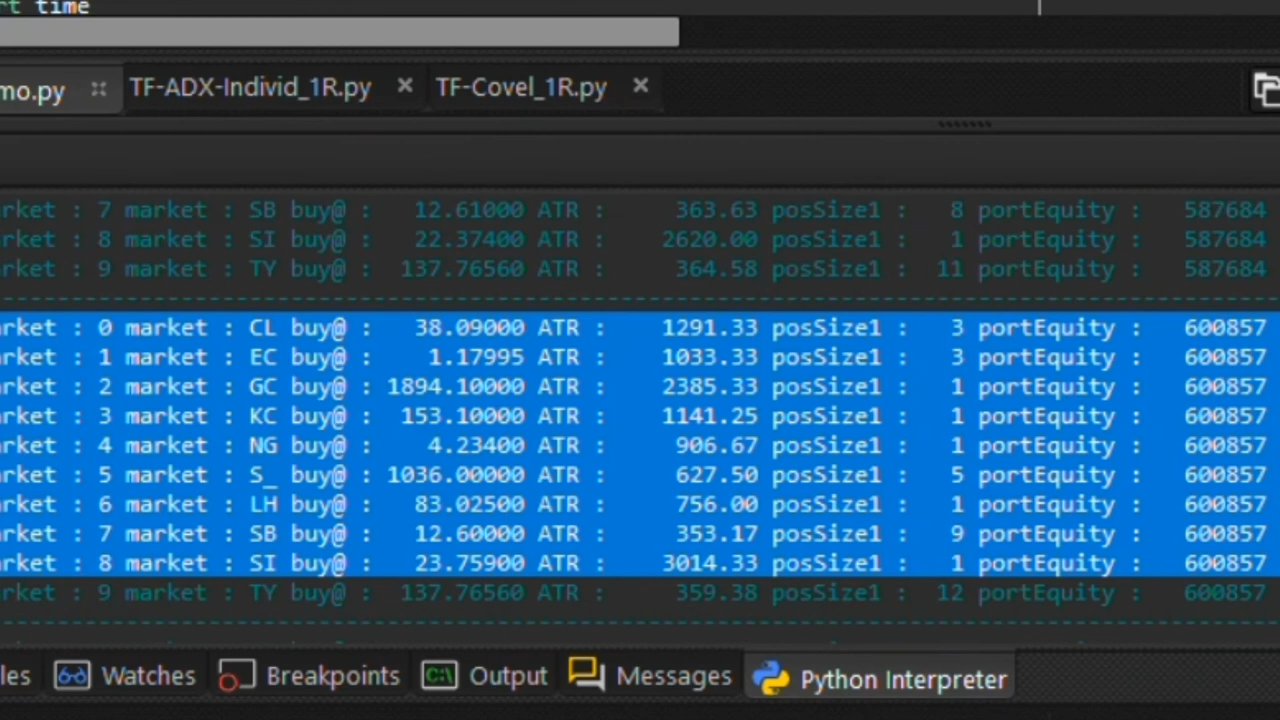 rt time
mo.py TF-ADX-Individ_1R.py TF-Covel_1R.py
rket : 7 market : SB buy@ : 12.61000 ATR : 363.63 posSize1 : 8 portEquity : 587684
rket : 8 market : SI buy@ : 22.37400 ATR : 2620.00 posSize1 : 1 portEquity : 587684
rket : 9 market : TY buy@ : 137.76560 ATR : 364.58 posSize1 : 11 portEquity : 587684
rket : 0 market : CL buy@ : 38.09000 ATR : 1291.33 posSize1 : 3 portEquity : 600857
rket : 1 market : EC buy@ : 1.17995 ATR : 1033.33 posSize1 : 3 portEquity : 600857
rket : 2 market : GC buy@ : 1894.10000 ATR : 2385.33 posSize1 : 1 portEquity : 600857
rket : 3 market : KC buy@ : 153.10000 ATR : 1141.25 posSize1 : 1 portEquity : 600857
rket : 4 market : NG buy@ : 4.23400 ATR : 906.67 posSize1 : 1 portEquity : 600857
rket : 5 market : S_ buy@ : 1036.00000 ATR : 627.50 posSize1 : 5 portEquity : 600857
rket : 6 market : LH buy@ : 83.02500 ATR : 756.00 posSize1 : 1 portEquity : 600857
rket : 7 market : SB buy@ : 12.60000 ATR : 353.17 posSize1 : 9 portEquity : 600857
rket : 8 market : SI buy@ : 23.75900 ATR : 3014.33 posSize1 : 1 portEquity : 600857
rket : 9 market : TY buy@ : 137.76560 ATR : 359.38 posSize1 : 12 portEquity : 600857
les Watches Breakpoints C:\ Output Messages Python Interpreter